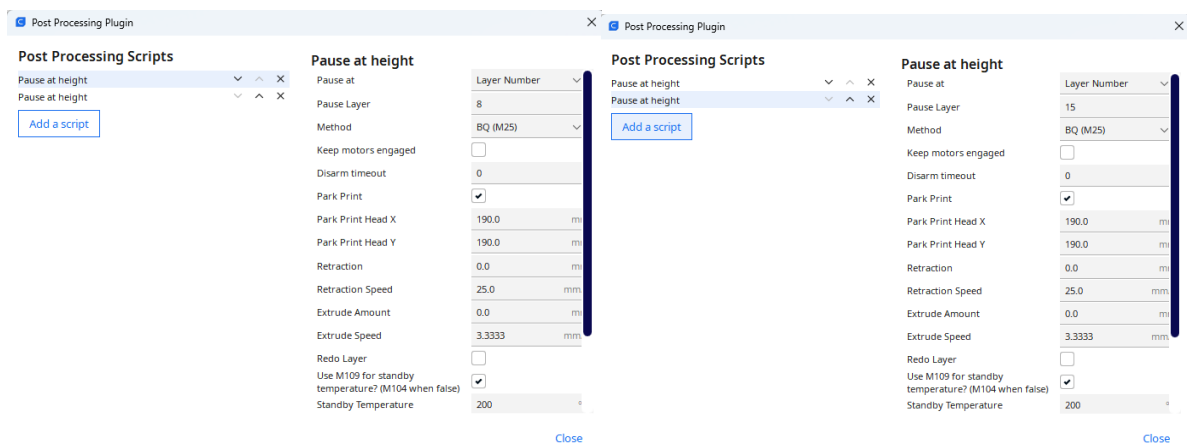 Post Processing Plugin
Post Processing Scripts
Pause at height
Pause at height
Add a script
Pause at height
Pause at Layer Number
Pause Layer 8
Method BQ (M25)
Keep motors engaged
Disarm timeout 0
Park Print
Park Print Head X 190.0 m
Park Print Head Y 190.0 m
Retraction 0.0 m
Retraction Speed 25.0 mm
Extrude Amount 0.0 m
Extrude Speed 3.3333 mm
Redo Layer
Use M109 for standby
temperature? (M104 when false)
Standby Temperature 200 °
Close
Post Processing Plugin
Post Processing Scripts
Pause at height
Pause at height
Add a script
Pause at height
Pause at Layer Number
Pause Layer 15
Method BQ (M25)
Keep motors engaged
Disarm timeout 0
Park Print
Park Print Head X 190.0 m
Park Print Head Y 190.0 m
Retraction 0.0 m
Retraction Speed 25.0 mm
Extrude Amount 0.0 m
Extrude Speed 3.3333 mm
Redo Layer
Use M109 for standby
temperature? (M104 when false)
Standby Temperature 200 °
Close